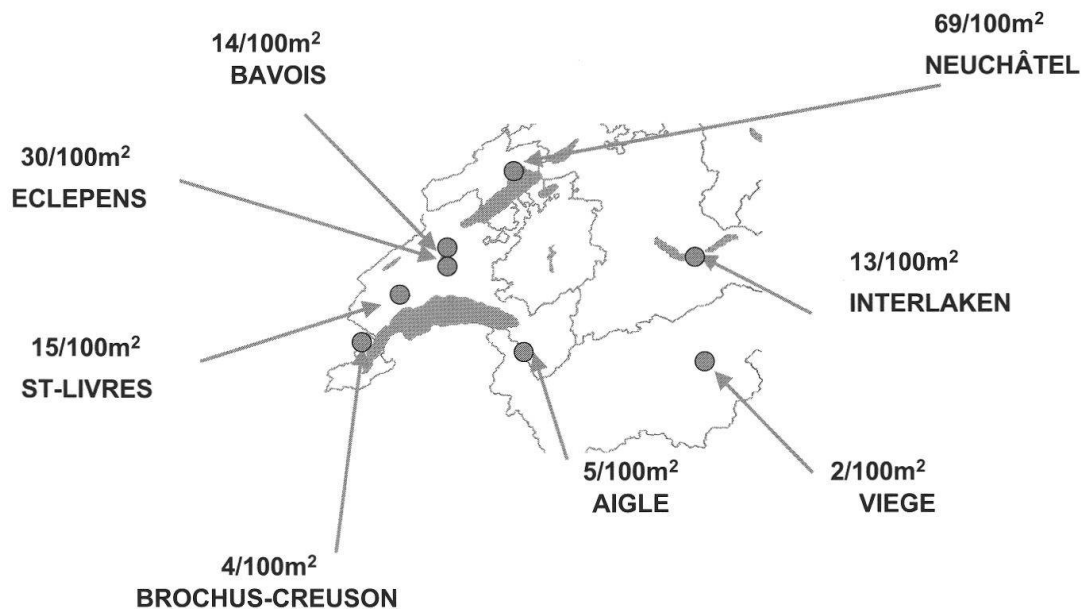 14/100m²
BAVOIS
69/100m²
NEUCHÂTEL
30/100m²
ECLEPENS
13/100m²
INTERLAKEN
15/100m²
ST-LIVRES
5/100m²
AIGLE
2/100m²
VIEGE
4/100m²
BROCHUS-CREUSON